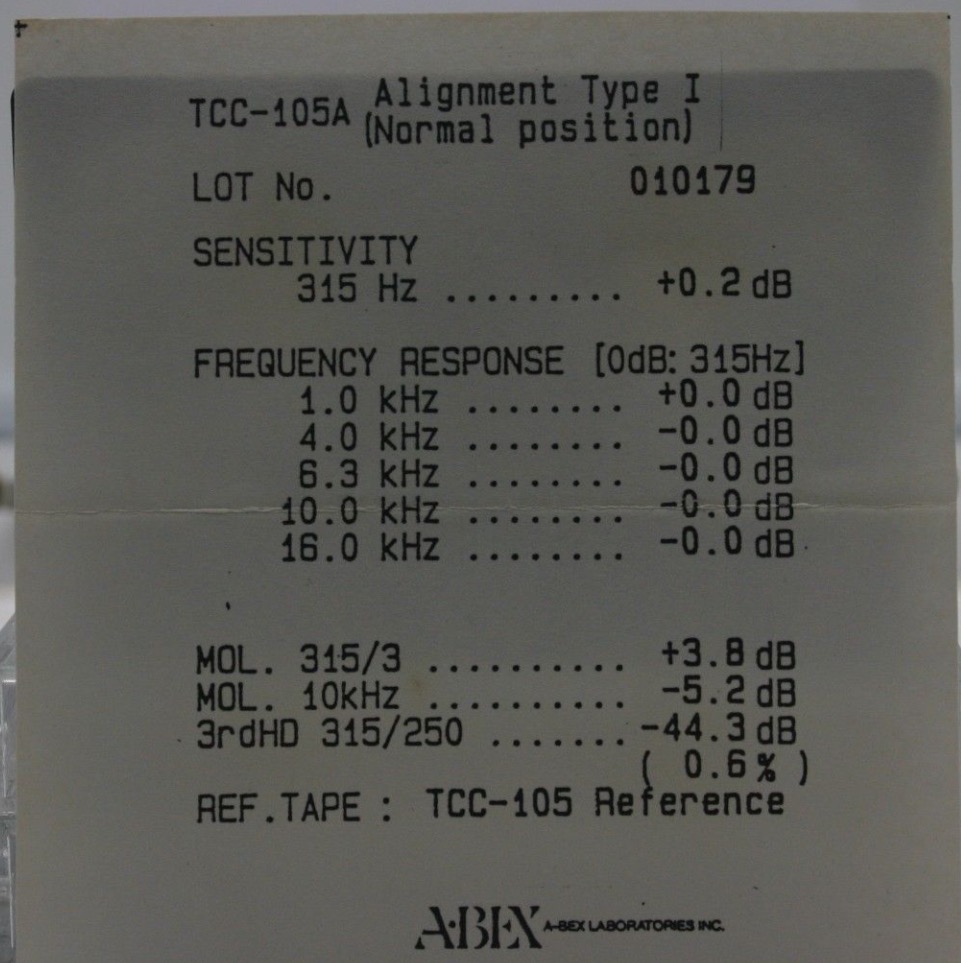 TCC-105A Alignment Type I
(Normal position)
LOT No. 010179
SENSITIVITY
315 Hz ......... +0.2 dB
FREQUENCY RESPONSE [0dB: 315Hz]
1.0 kHz ........ +0.0 dB
4.0 kHz ........ -0.0 dB
6.3 kHz ........ -0.0 dB
10.0 kHz ........ -0.0 dB
16.0 kHz ........ -0.0 dB
MOL. 315/3 .......... +3.8 dB
MOL. 10kHz .......... -5.2 dB
3rdHD 315/250 ....... -44.3 dB
( 0.6% )
REF.TAPE : TCC-105 Reference
A·BEX A-BEX LABORATORIES INC.